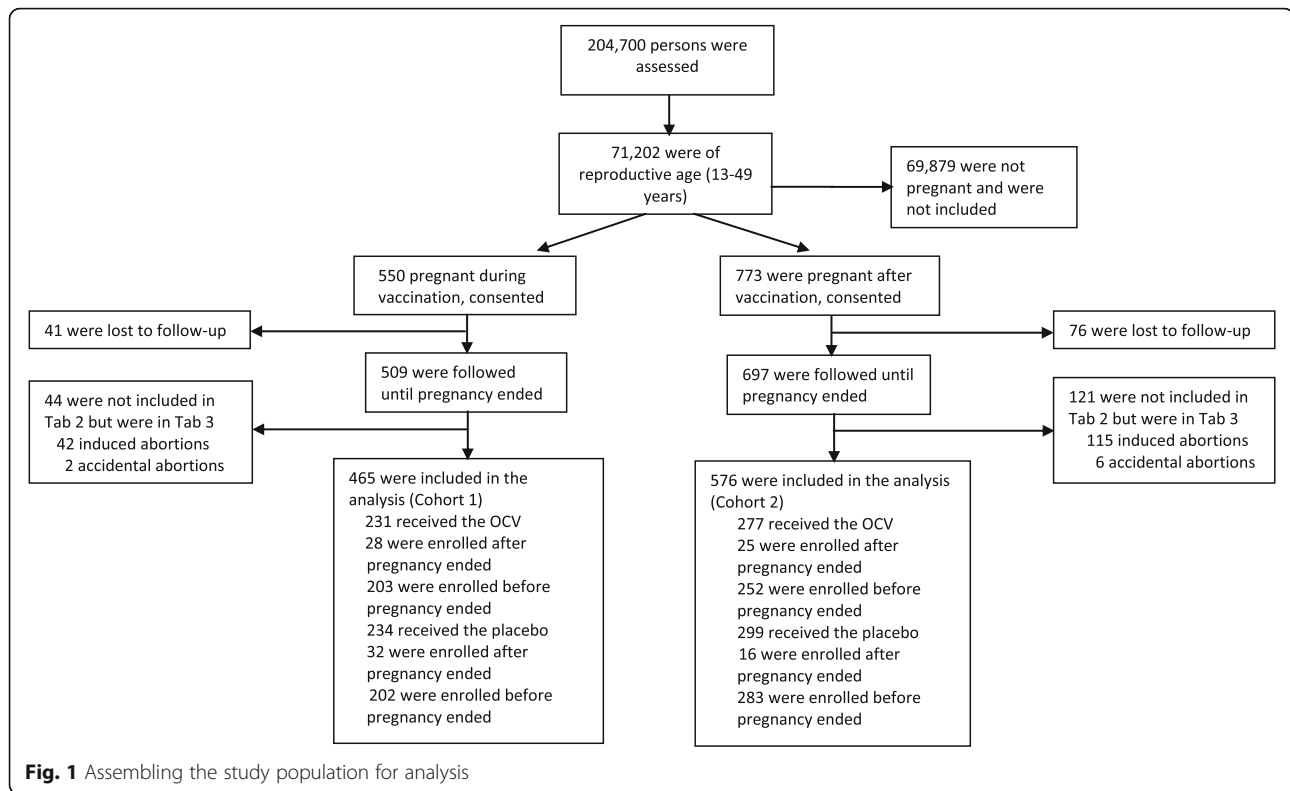 204,700 persons were
assessed
71,202 were of
reproductive age (13-49
years)
69,879 were not
pregnant and were
not included
550 pregnant during
vaccination, consented
773 were pregnant after
vaccination, consented
41 were lost to follow-up
76 were lost to follow-up
509 were followed
until pregnancy ended
697 were followed until
pregnancy ended
44 were not included in
Tab 2 but were in Tab 3
42 induced abortions
2 accidental abortions
121 were not included in
Tab 2 but were in Tab 3
115 induced abortions
6 accidental abortions
465 were included in the
analysis (Cohort 1)
231 received the OCV
28 were enrolled after
pregnancy ended
203 were enrolled before
pregnancy ended
234 received the placebo
32 were enrolled after
pregnancy ended
202 were enrolled before
pregnancy ended
576 were included in the analysis
(Cohort 2)
277 received the OCV
25 were enrolled after
pregnancy ended
252 were enrolled before
pregnancy ended
299 received the placebo
16 were enrolled after
pregnancy ended
283 were enrolled before
pregnancy ended
Fig. 1 Assembling the study population for analysis